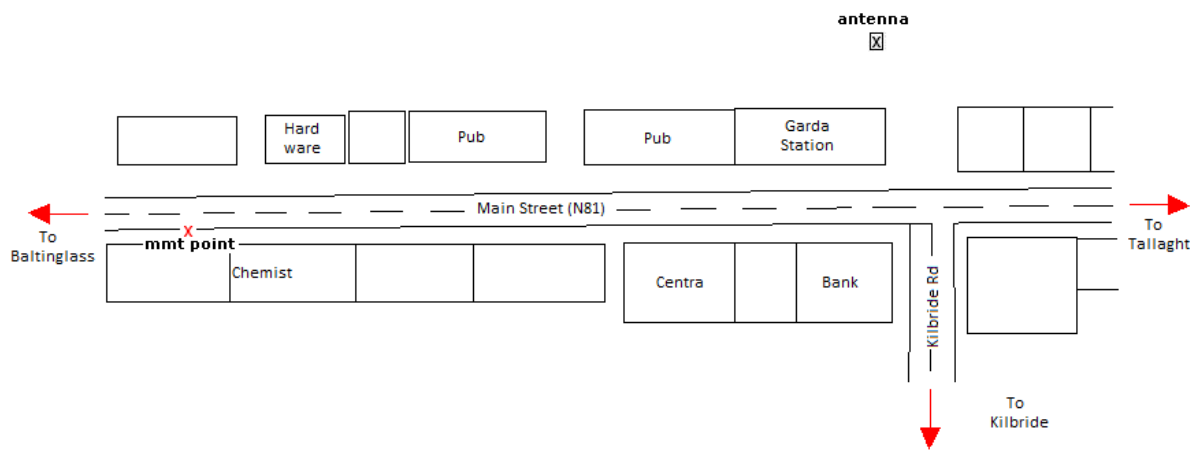 antenna
X
Hard
ware
Pub
Pub
Garda
Station
Main Street (N81)
To
Baltinglass
X
mmt point
To
Tallaght
Chemist
Centra
Bank
Kilbride Rd
To
Kilbride